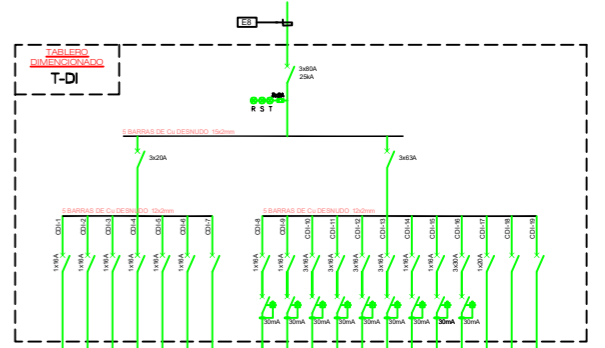 E8
TABLERO
DIMENCIONADO
T-DI
3x80A
25kA
R S T
5 BARRAS DE Cu DESNUDO 15x2mm
3x20A
3x63A
5 BARRAS DE Cu DESNUDO 12x2mm
5 BARRAS DE Cu DESNUDO 12x2mm
CDI-1
CDI-2
CDI-3
CDI-4
CDI-5
CDI-6
CDI-7
CDI-8
CDI-9
CDI-10
CDI-11
CDI-12
CDI-13
CDI-14
CDI-15
CDI-16
CDI-17
CDI-18
CDI-19
1x16A
1x16A
1x16A
1x16A
1x16A
1x16A
1x16A
1x16A
3x16A
3x16A
3x16A
3x16A
1x16A
1x16A
3x30A
1x20A
30mA
30mA
30mA
30mA
30mA
30mA
30mA
30mA
30mA